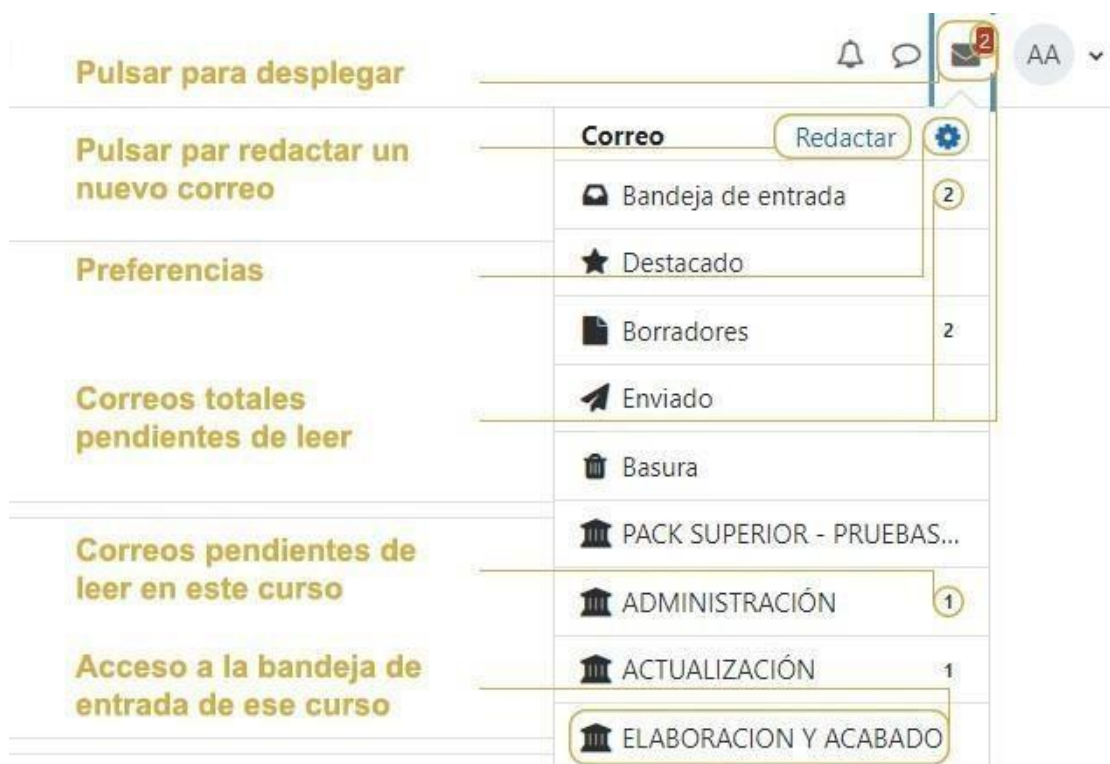 2
AA
Pulsar para desplegar
Correo
Redactar
Pulsar par redactar un
nuevo correo
Bandeja de entrada
2
Preferencias
Destacado
Borradores
2
Correos totales
pendientes de leer
Enviado
Basura
PACK SUPERIOR - PRUEBAS...
Correos pendientes de
leer en este curso
ADMINISTRACIÓN
1
Acceso a la bandeja de
entrada de ese curso
ACTUALIZACIÓN
1
ELABORACION Y ACABADO